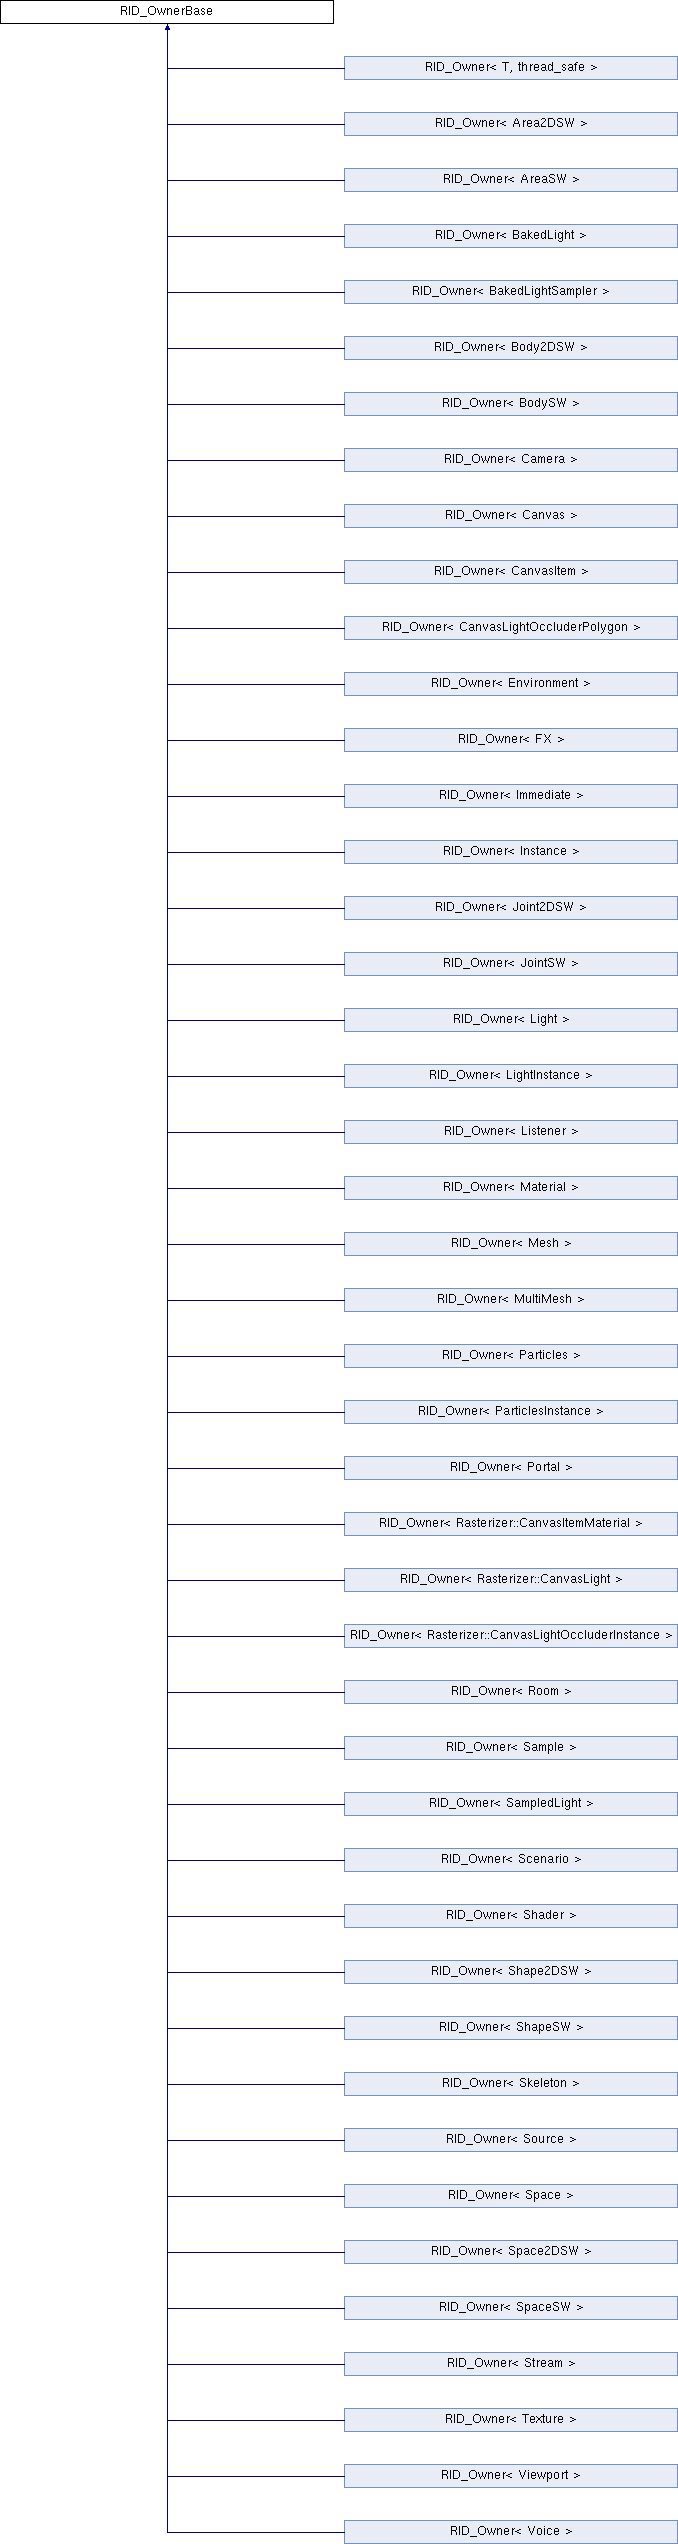 RID_OwnerBase
RID_Owner< T, thread_safe >
RID_Owner< Area2DSW >
RID_Owner< AreaSW >
RID_Owner< BakedLight >
RID_Owner< BakedLightSampler >
RID_Owner< Body2DSW >
RID_Owner< BodySW >
RID_Owner< Camera >
RID_Owner< Canvas >
RID_Owner< CanvasItem >
RID_Owner< CanvasLightOccluderPolygon >
RID_Owner< Environment >
RID_Owner< FX >
RID_Owner< Immediate >
RID_Owner< Instance >
RID_Owner< Joint2DSW >
RID_Owner< JointSW >
RID_Owner< Light >
RID_Owner< LightInstance >
RID_Owner< Listener >
RID_Owner< Material >
RID_Owner< Mesh >
RID_Owner< MultiMesh >
RID_Owner< Particles >
RID_Owner< ParticlesInstance >
RID_Owner< Portal >
RID_Owner< Rasterizer::CanvasItemMaterial >
RID_Owner< Rasterizer::CanvasLight >
RID_Owner< Rasterizer::CanvasLightOccluderInstance >
RID_Owner< Room >
RID_Owner< Sample >
RID_Owner< SampledLight >
RID_Owner< Scenario >
RID_Owner< Shader >
RID_Owner< Shape2DSW >
RID_Owner< ShapeSW >
RID_Owner< Skeleton >
RID_Owner< Source >
RID_Owner< Space >
RID_Owner< Space2DSW >
RID_Owner< SpaceSW >
RID_Owner< Stream >
RID_Owner< Texture >
RID_Owner< Viewport >
RID_Owner< Voice >